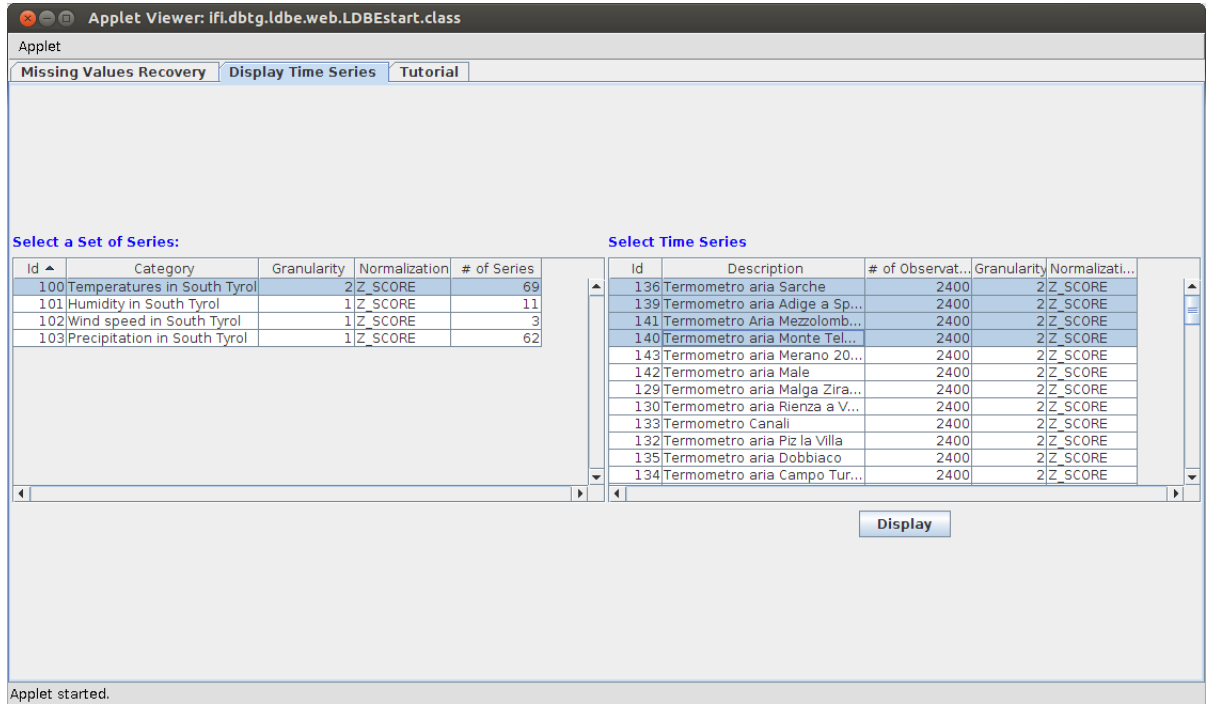 Applet Viewer: ifi.dbtg.ldbe.web.LDBEstart.class
Applet
Missing Values Recovery Display Time Series Tutorial
Select a Set of Series:
Id Category Granularity Normalization # of Series
100 Temperatures in South Tyrol 2 Z_SCORE 69
101 Humidity in South Tyrol 1 Z_SCORE 11
102 Wind speed in South Tyrol 1 Z_SCORE 3
103 Precipitation in South Tyrol 1 Z_SCORE 62
Select Time Series
Id Description # of Observat... Granularity Normalizati...
136 Termometro aria Sarche 2400 2 Z_SCORE
139 Termometro aria Adige a Sp... 2400 2 Z_SCORE
141 Termometro Aria Mezzolomb... 2400 2 Z_SCORE
140 Termometro aria Monte Tel... 2400 2 Z_SCORE
143 Termometro aria Merano 20... 2400 2 Z_SCORE
142 Termometro aria Male 2400 2 Z_SCORE
129 Termometro aria Malga Zira... 2400 2 Z_SCORE
130 Termometro aria Rienza a V... 2400 2 Z_SCORE
133 Termometro Canali 2400 2 Z_SCORE
132 Termometro aria Piz la Villa 2400 2 Z_SCORE
135 Termometro aria Dobbiaco 2400 2 Z_SCORE
134 Termometro aria Campo Tur... 2400 2 Z_SCORE
Display
Applet started.